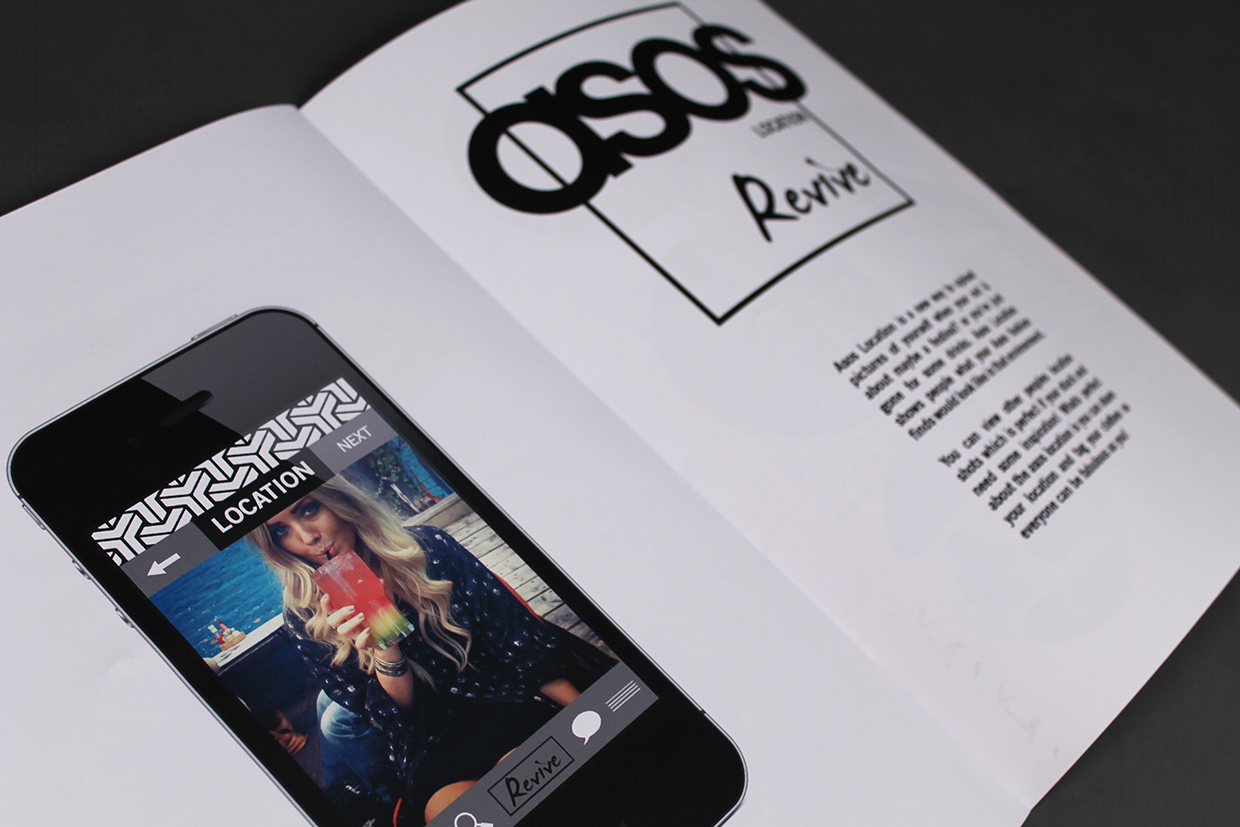 NEXT
LOCATION
Revive
asos
LOCATION
Revive
Asos Location is a new way to upload
pictures of yourself when your out &
about maybe a festival? or you're just
gone for some drinks. Asos Location
shows people what your Asos fashion
finds would look like in that environment.
You can view other peoples location
shots which is perfect if your stuck and
need some inspiration! Whats perfect
about the asos location is you can share
your location and tag your outfits so
everyone can be fabulous as you!